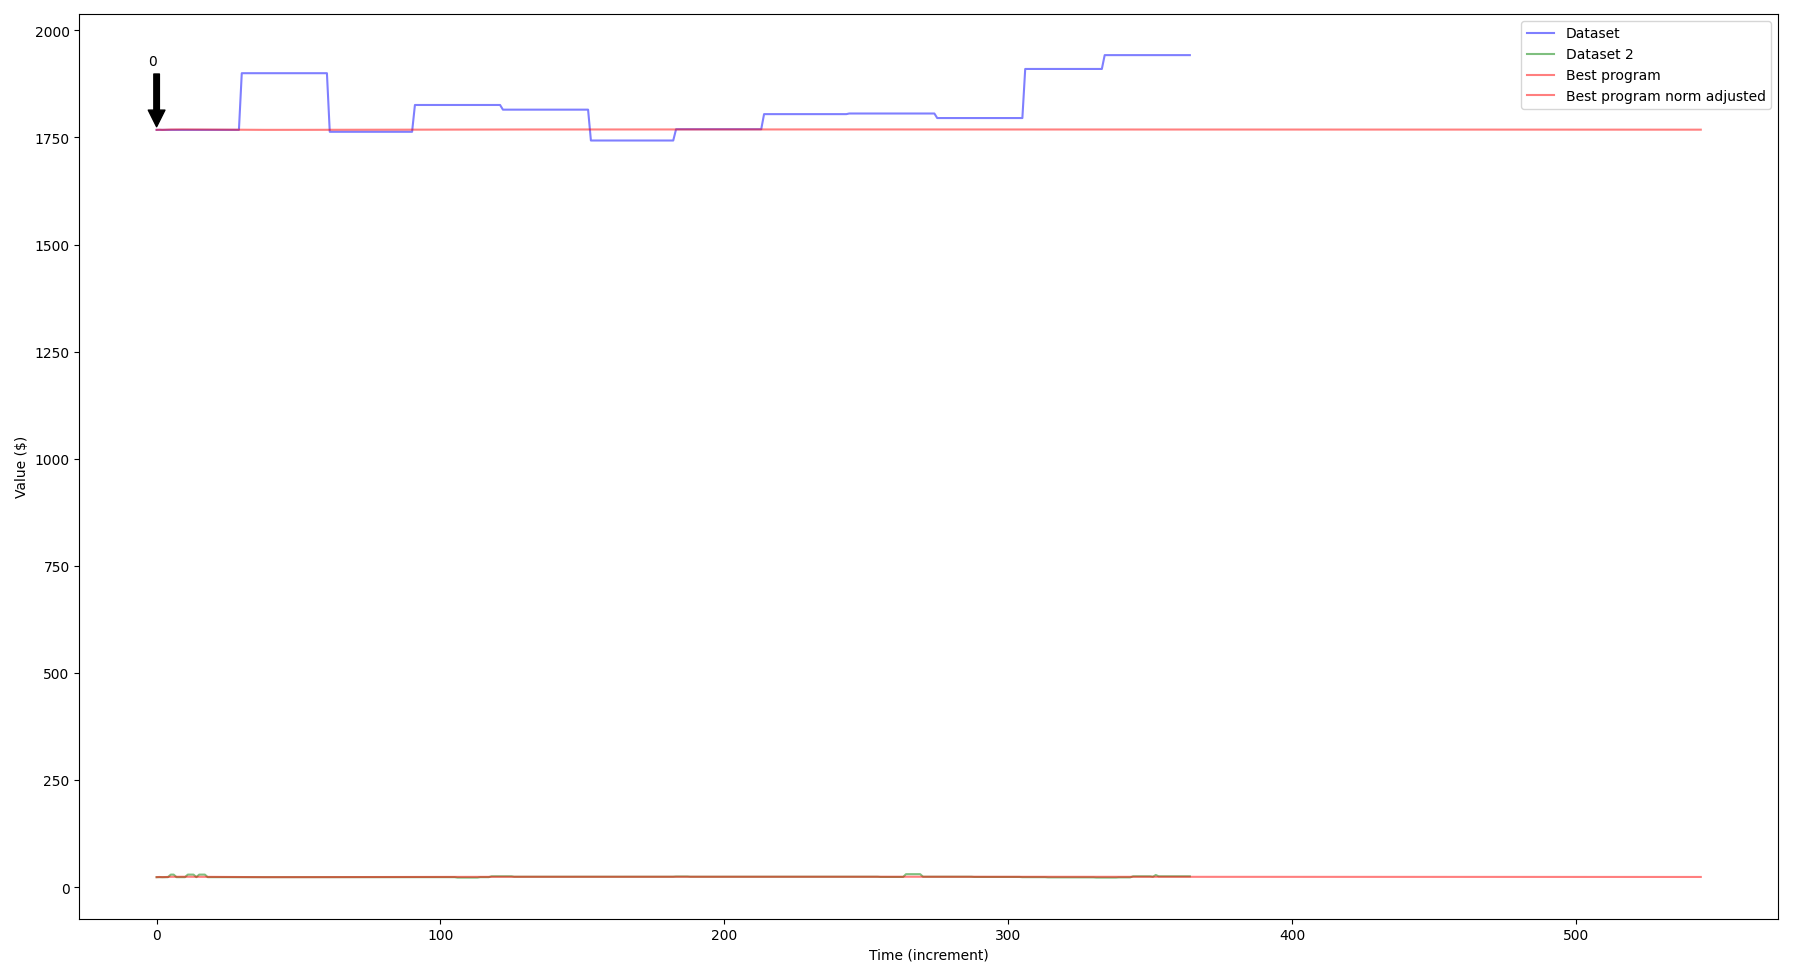 Dataset
Dataset 2
Best program
Best program norm adjusted
0
2000
1750
1500
1250
1000
750
500
250
0
Value ($)
0 100 200 300 400 500
Time (increment)